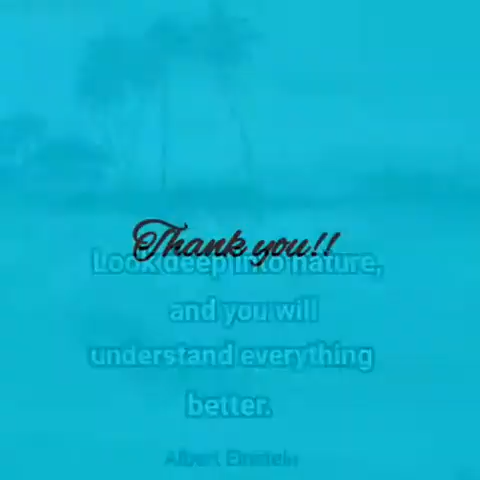 Thank you!!
Look deep into nature,
and you will
understand everything
better.
Albert Einstein